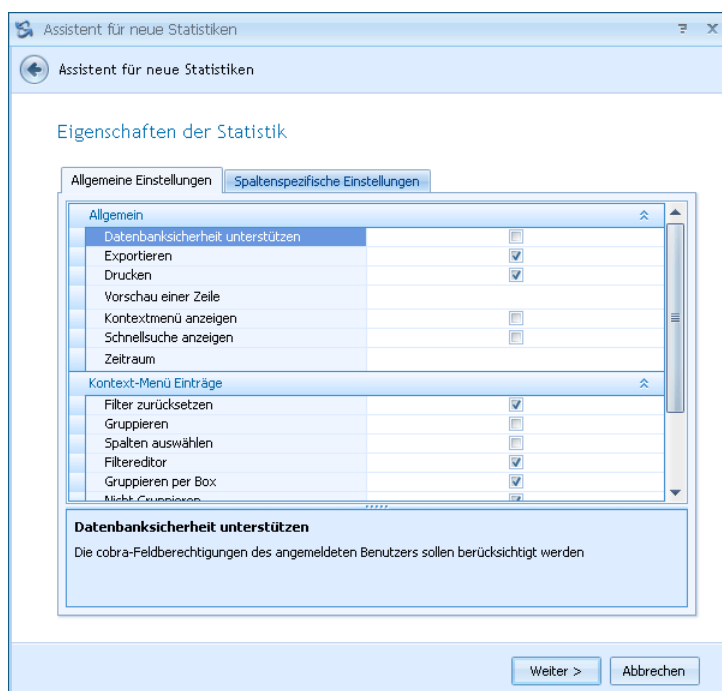 Assistent für neue Statistiken
Assistent für neue Statistiken
Eigenschaften der Statistik
Allgemeine Einstellungen Spaltenspezifische Einstellungen
Allgemein
Datenbanksicherheit unterstützen
Exportieren
Drucken
Vorschau einer Zeile
Kontextmenü anzeigen
Schnellsuche anzeigen
Zeitraum
Kontext-Menü Einträge
Filter zurücksetzen
Gruppieren
Spalten auswählen
Filtereditor
Gruppieren per Box
Nicht Gruppieren
Datenbanksicherheit unterstützen
Die cobra-Feldberechtigungen des angemeldeten Benutzers sollen berücksichtigt werden
Weiter > Abbrechen